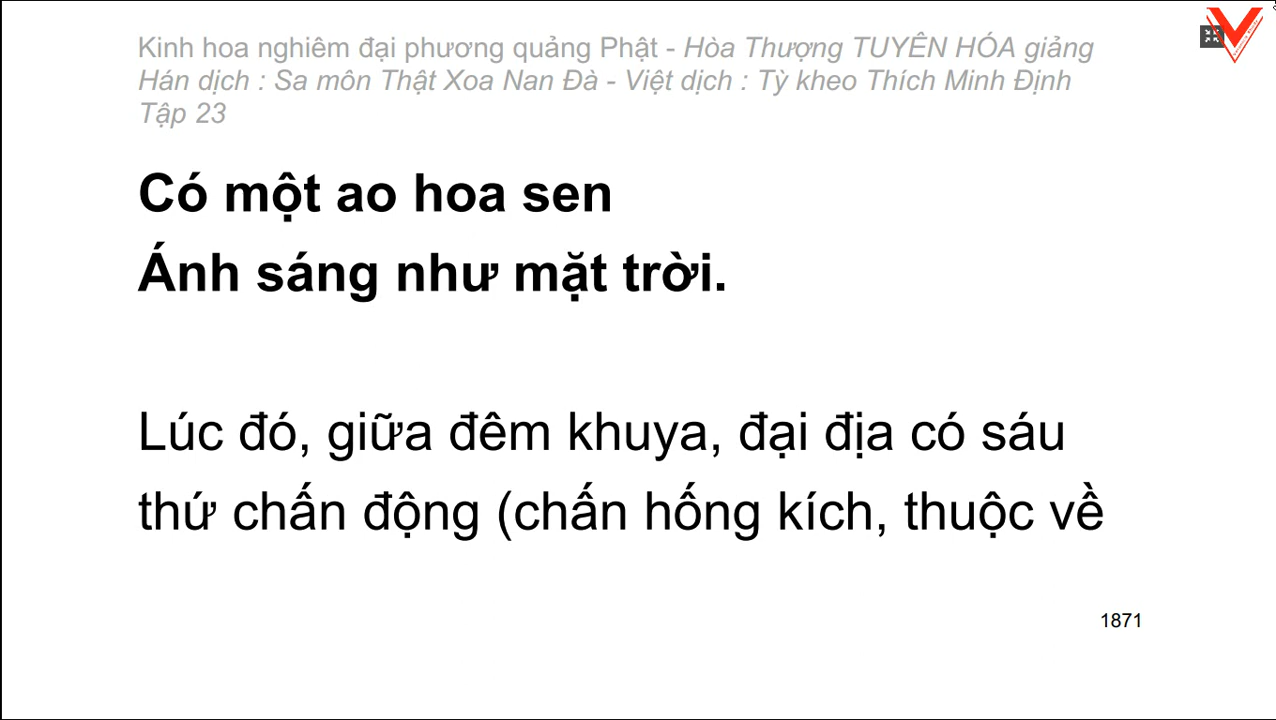 Kinh hoa nghiêm đại phương quảng Phật - Hòa Thượng TUYÊN HÓA giảng
Hán dịch : Sa môn Thật Xoa Nan Đà - Việt dịch : Tỳ kheo Thích Minh Định
Tập 23
Có một ao hoa sen
Ánh sáng như mặt trời.
Lúc đó, giữa đêm khuya, đại địa có sáu
thứ chấn động (chấn hống kích, thuộc về
1871